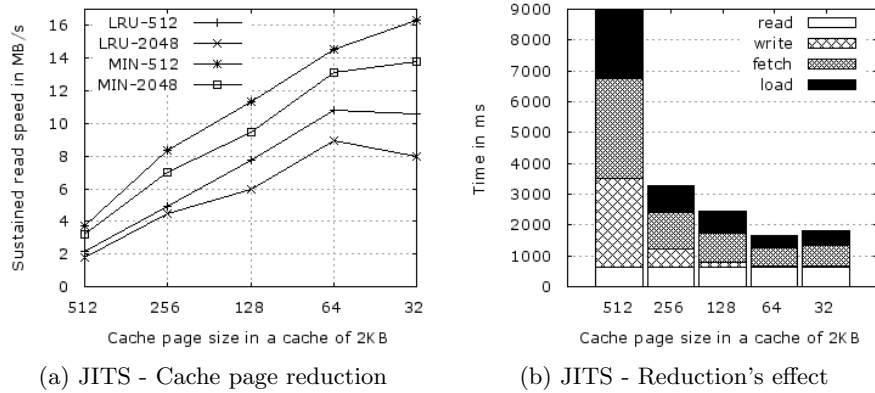 LRU-512
LRU-2048
MIN-512
MIN-2048
Sustained read speed in MB/s
16
14
12
10
8
6
4
2
0
512 256 128 64 32
Cache page size in a cache of 2KB
(a) JITS - Cache page reduction
read
write
fetch
load
Time in ms
9000
8000
7000
6000
5000
4000
3000
2000
1000
0
512 256 128 64 32
Cache page size in a cache of 2KB
(b) JITS - Reduction's effect